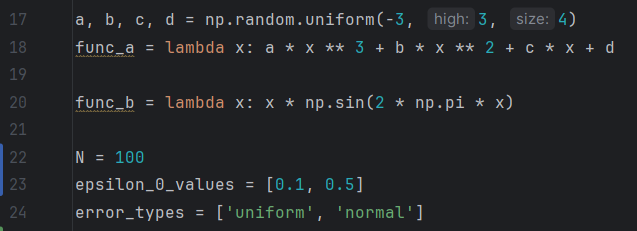 17 a, b, c, d = np.random.uniform(-3, high: 3, size: 4)
18 func_a = lambda x: a * x ** 3 + b * x ** 2 + c * x + d
19
20 func_b = lambda x: x * np.sin(2 * np.pi * x)
21
22 N = 100
23 epsilon_0_values = [0.1, 0.5]
24 error_types = ['uniform', 'normal']